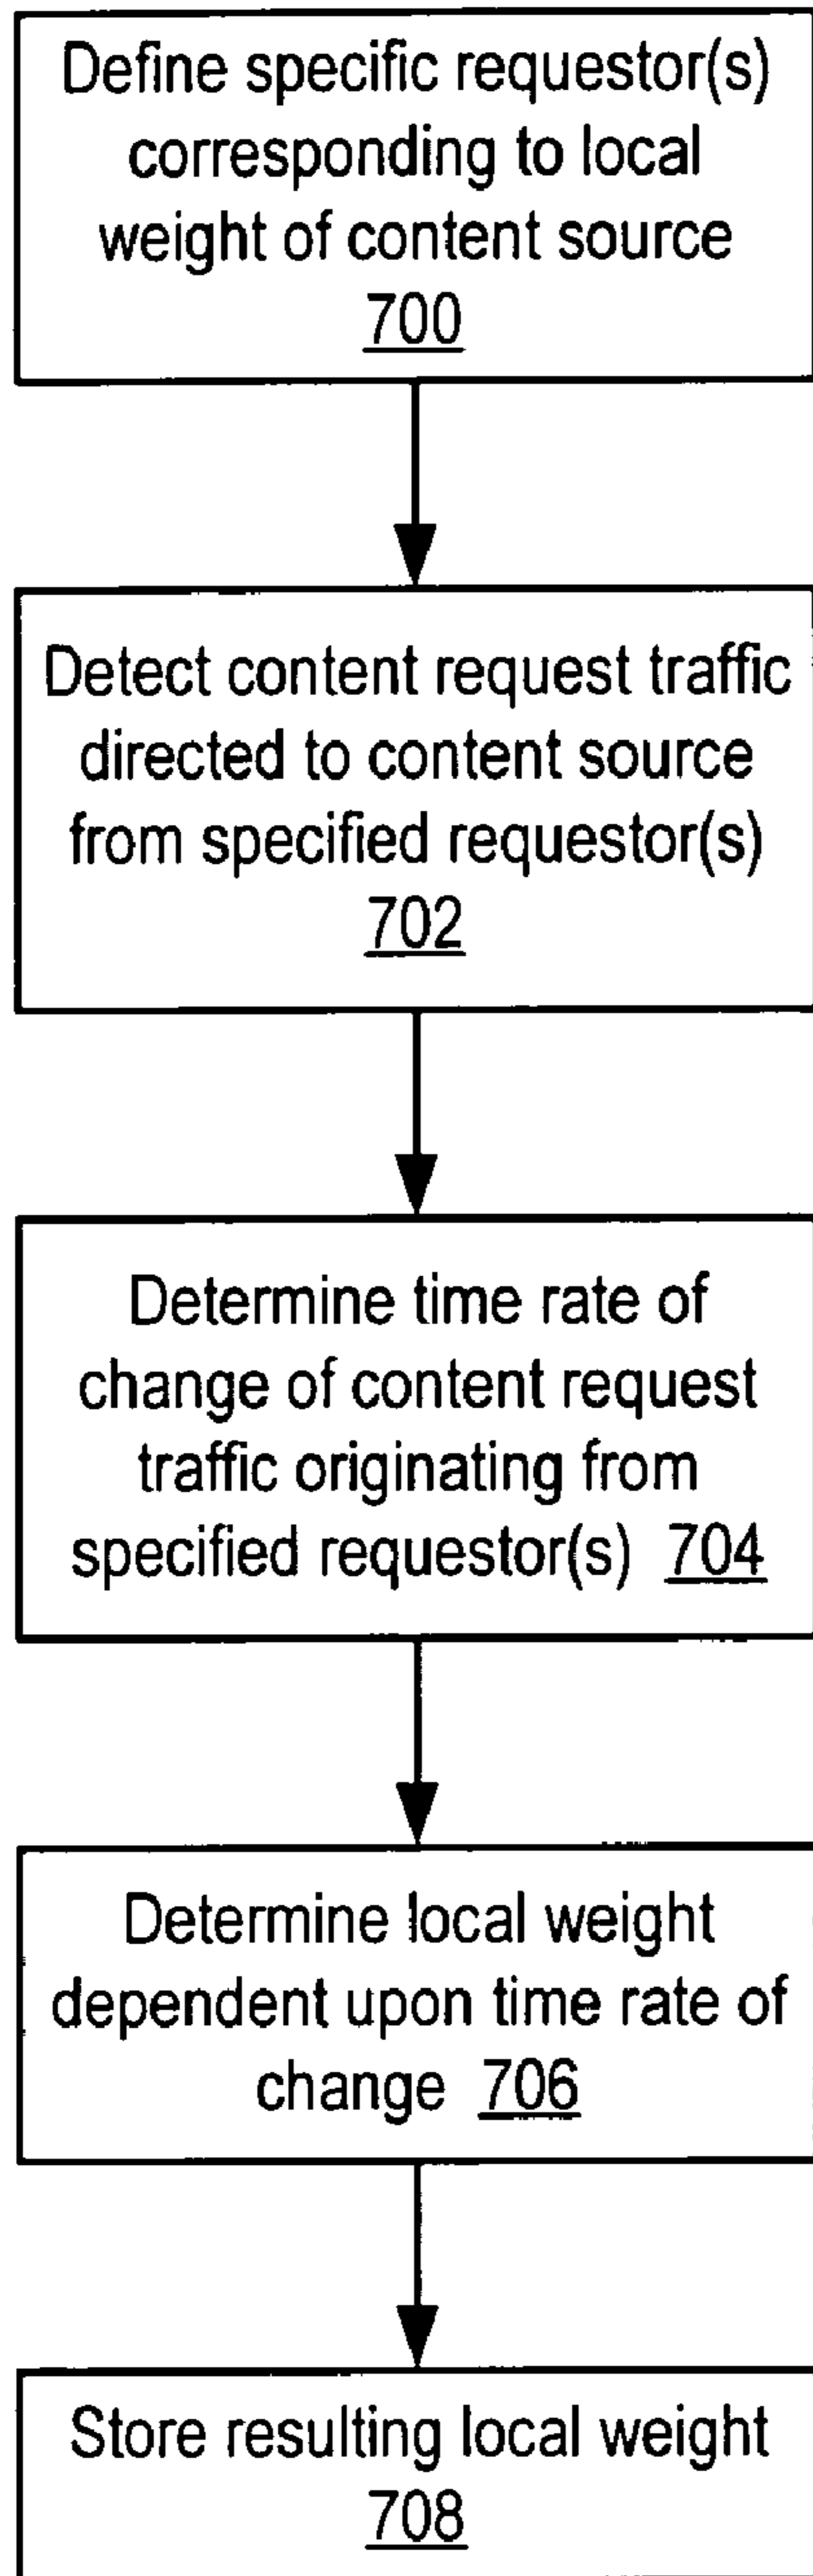 Define specific requestor(s)
corresponding to local
weight of content source
700
Detect content request traffic
directed to content source
from specified requestor(s)
702
Determine time rate of
change of content request
traffic originating from
specified requestor(s) 704
Determine local weight
dependent upon time rate of
change 706
Store resulting local weight
708